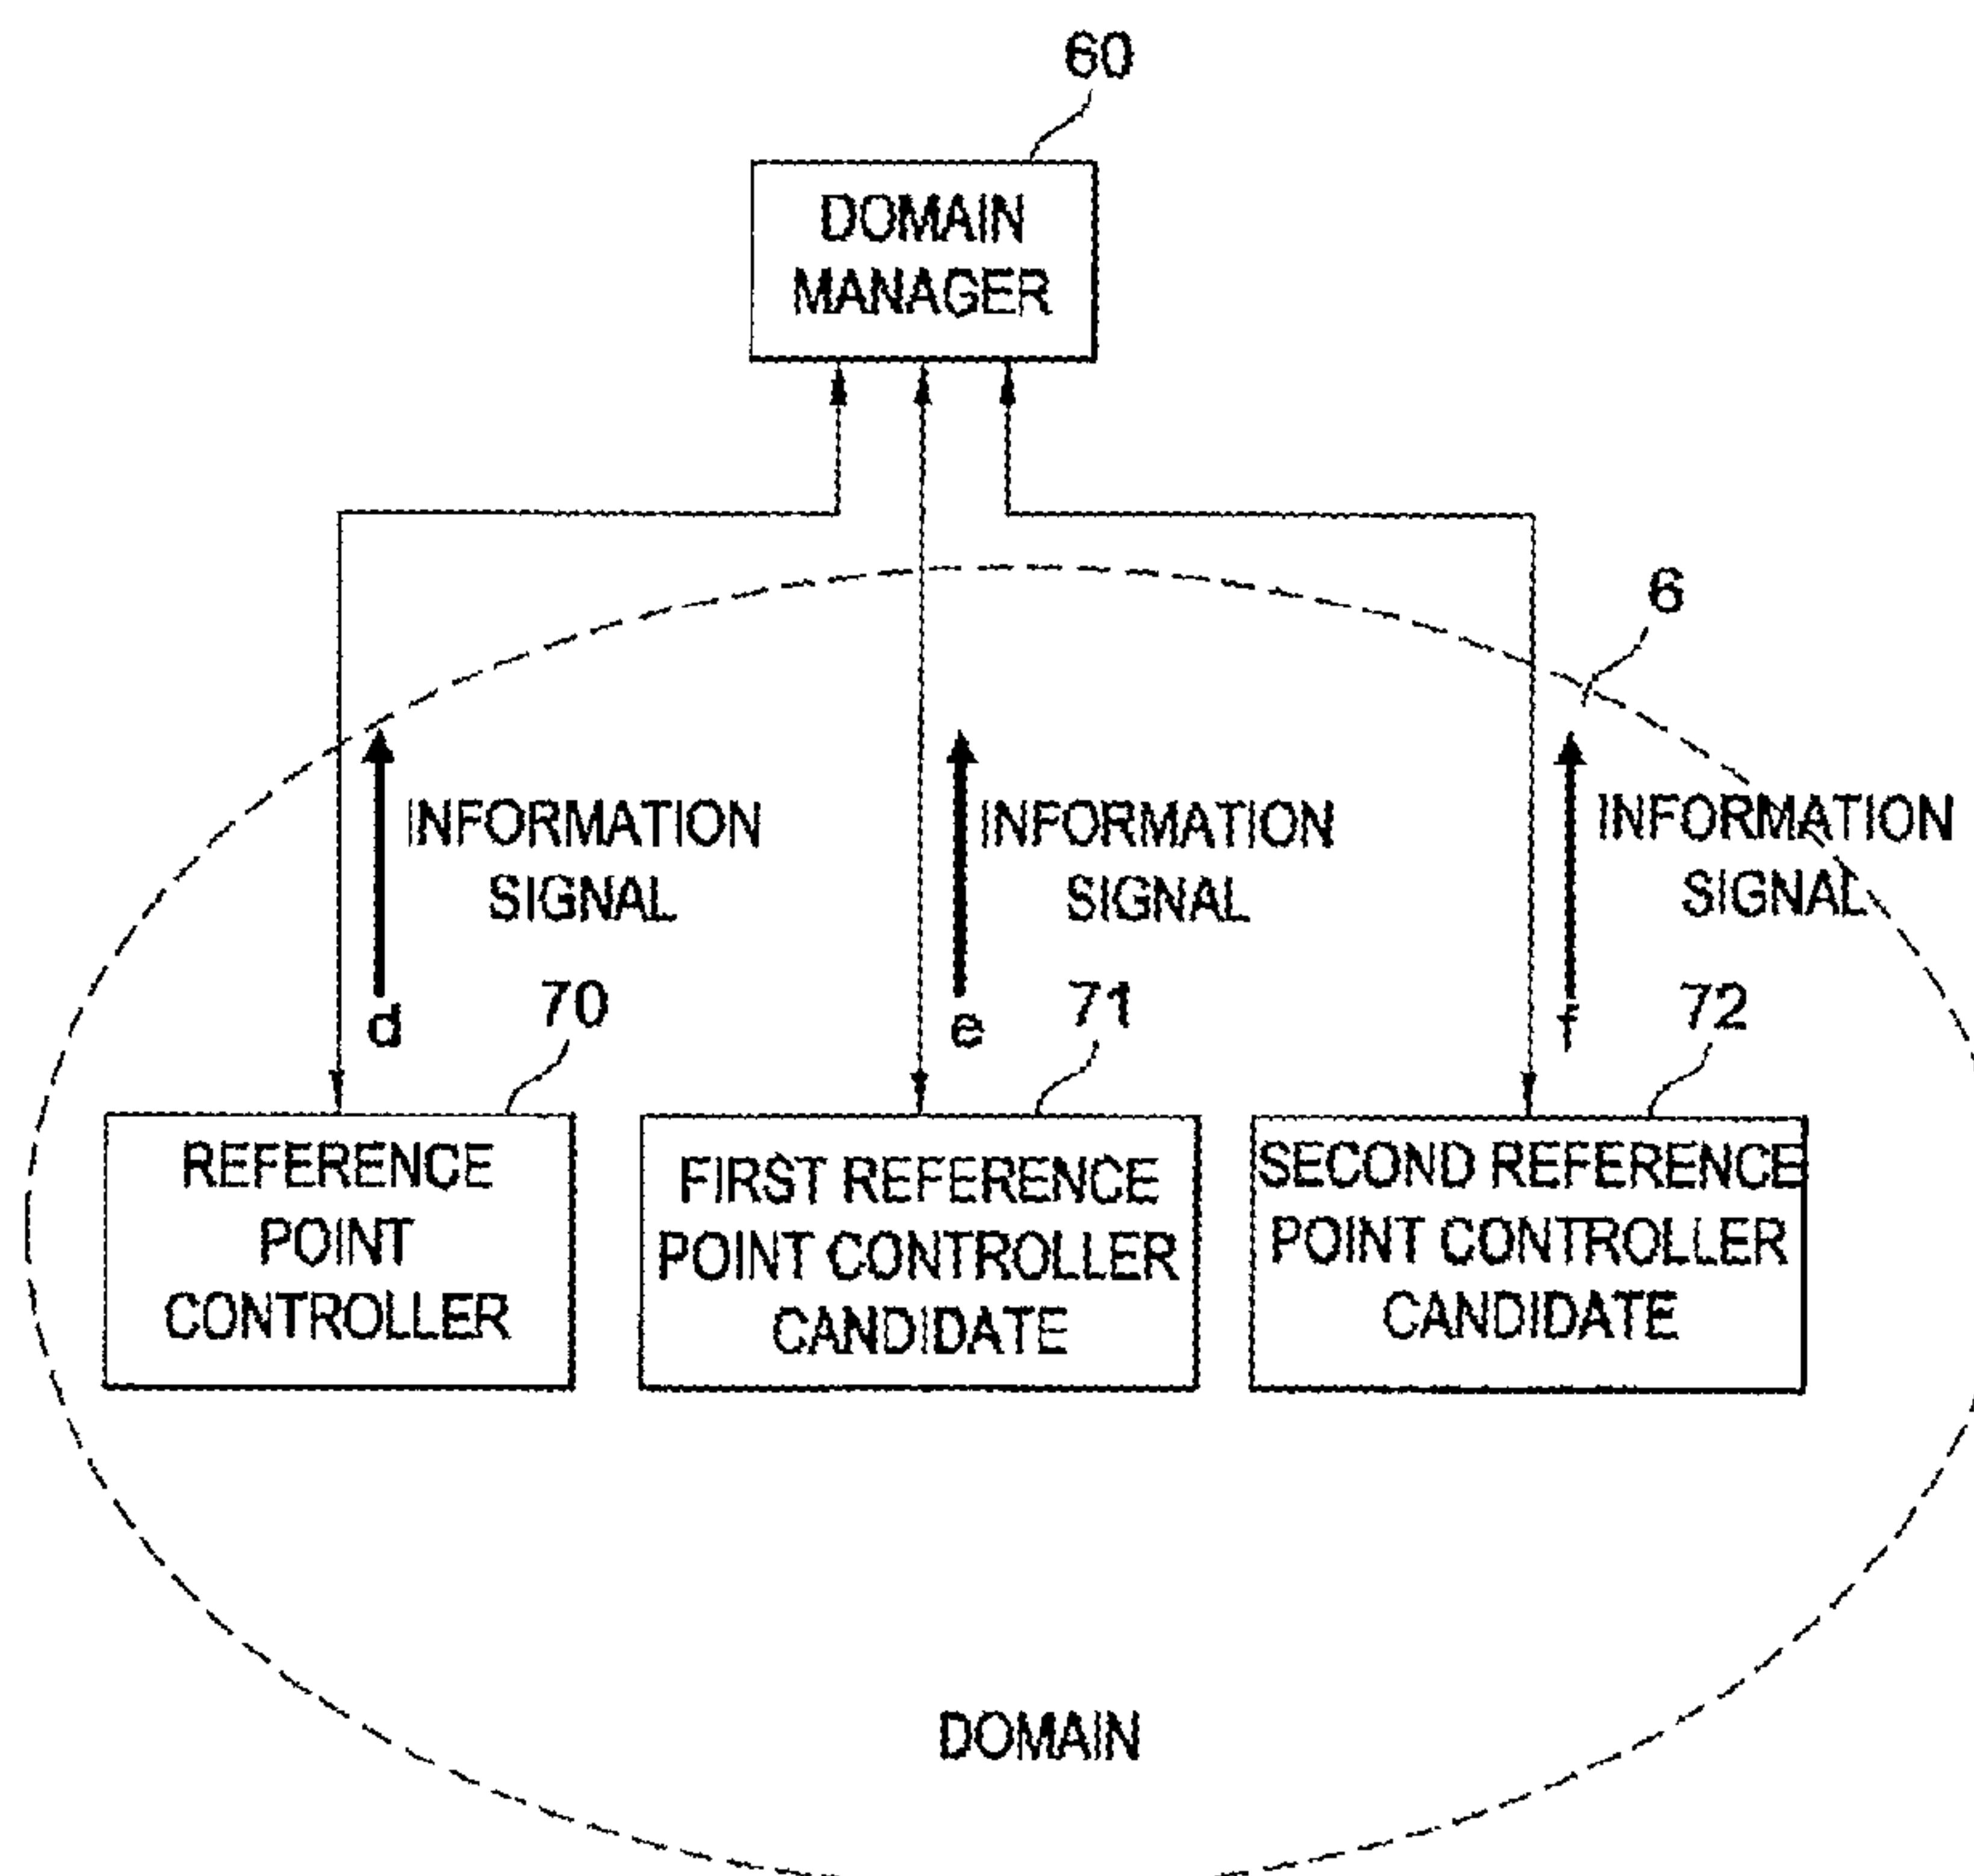 60
DOMAIN
MANAGER
6
INFORMATION
SIGNAL
INFORMATION
SIGNAL
INFORMATION
SIGNAL
d
70
e
71
f
72
REFERENCE
POINT
CONTROLLER
FIRST REFERENCE
POINT CONTROLLER
CANDIDATE
SECOND REFERENCE
POINT CONTROLLER
CANDIDATE
DOMAIN